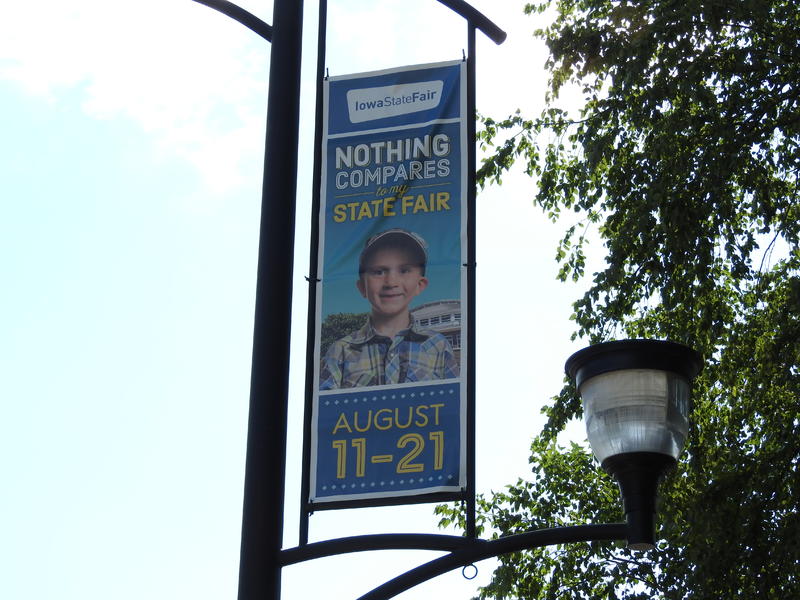 IowaStateFair
NOTHING
COMPARES
to my
STATE FAIR
AUGUST
11-21